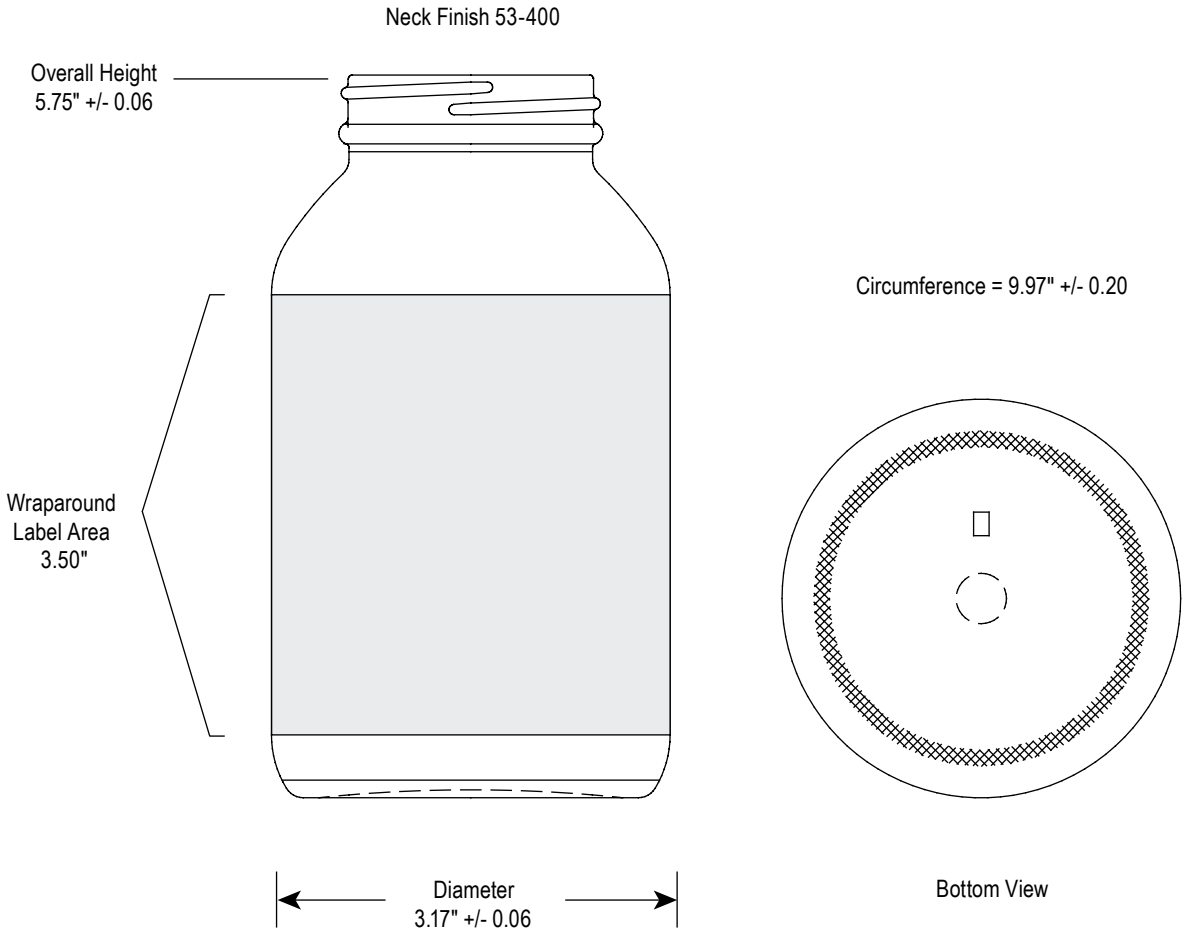 Neck Finish 53-400
Overall Height
5.75" +/- 0.06
Circumference = 9.97" +/- 0.20
Wraparound
Label Area
3.50"
Diameter
3.17" +/- 0.06
Bottom View